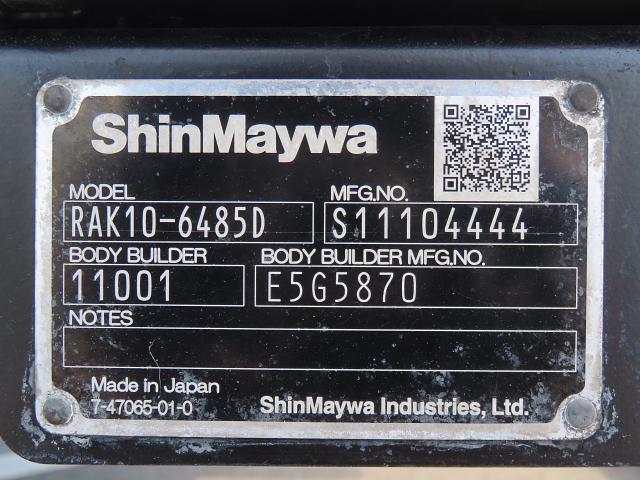 ShinMaywa
MODEL MFG.NO.
RAK10-6485D S11104444
BODY BUILDER BODY BUILDER MFG.NO.
11001 E5G5870
NOTES
Made in Japan
7-47065-01-0 ShinMaywa Industries, Ltd.